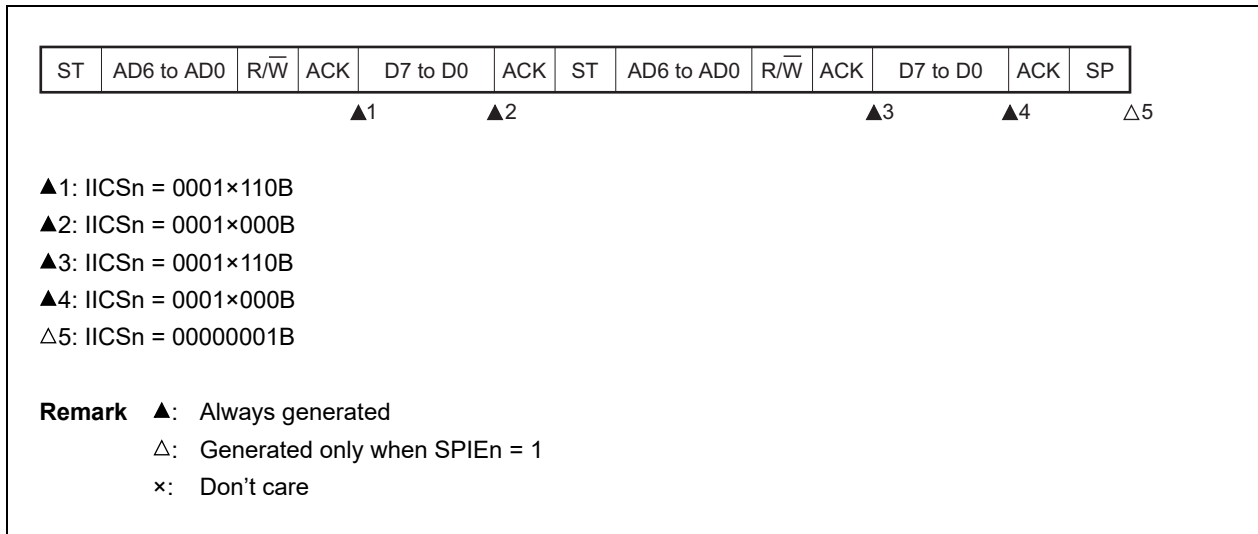 ST AD6 to AD0 R/W̅ ACK D7 to D0 ACK ST AD6 to AD0 R/W̅ ACK D7 to D0 ACK SP
▲1 ▲2 ▲3 ▲4 △5
▲1: IICSn = 0001×110B
▲2: IICSn = 0001×000B
▲3: IICSn = 0001×110B
▲4: IICSn = 0001×000B
△5: IICSn = 00000001B
Remark ▲: Always generated
△: Generated only when SPIEn = 1
×: Don't care